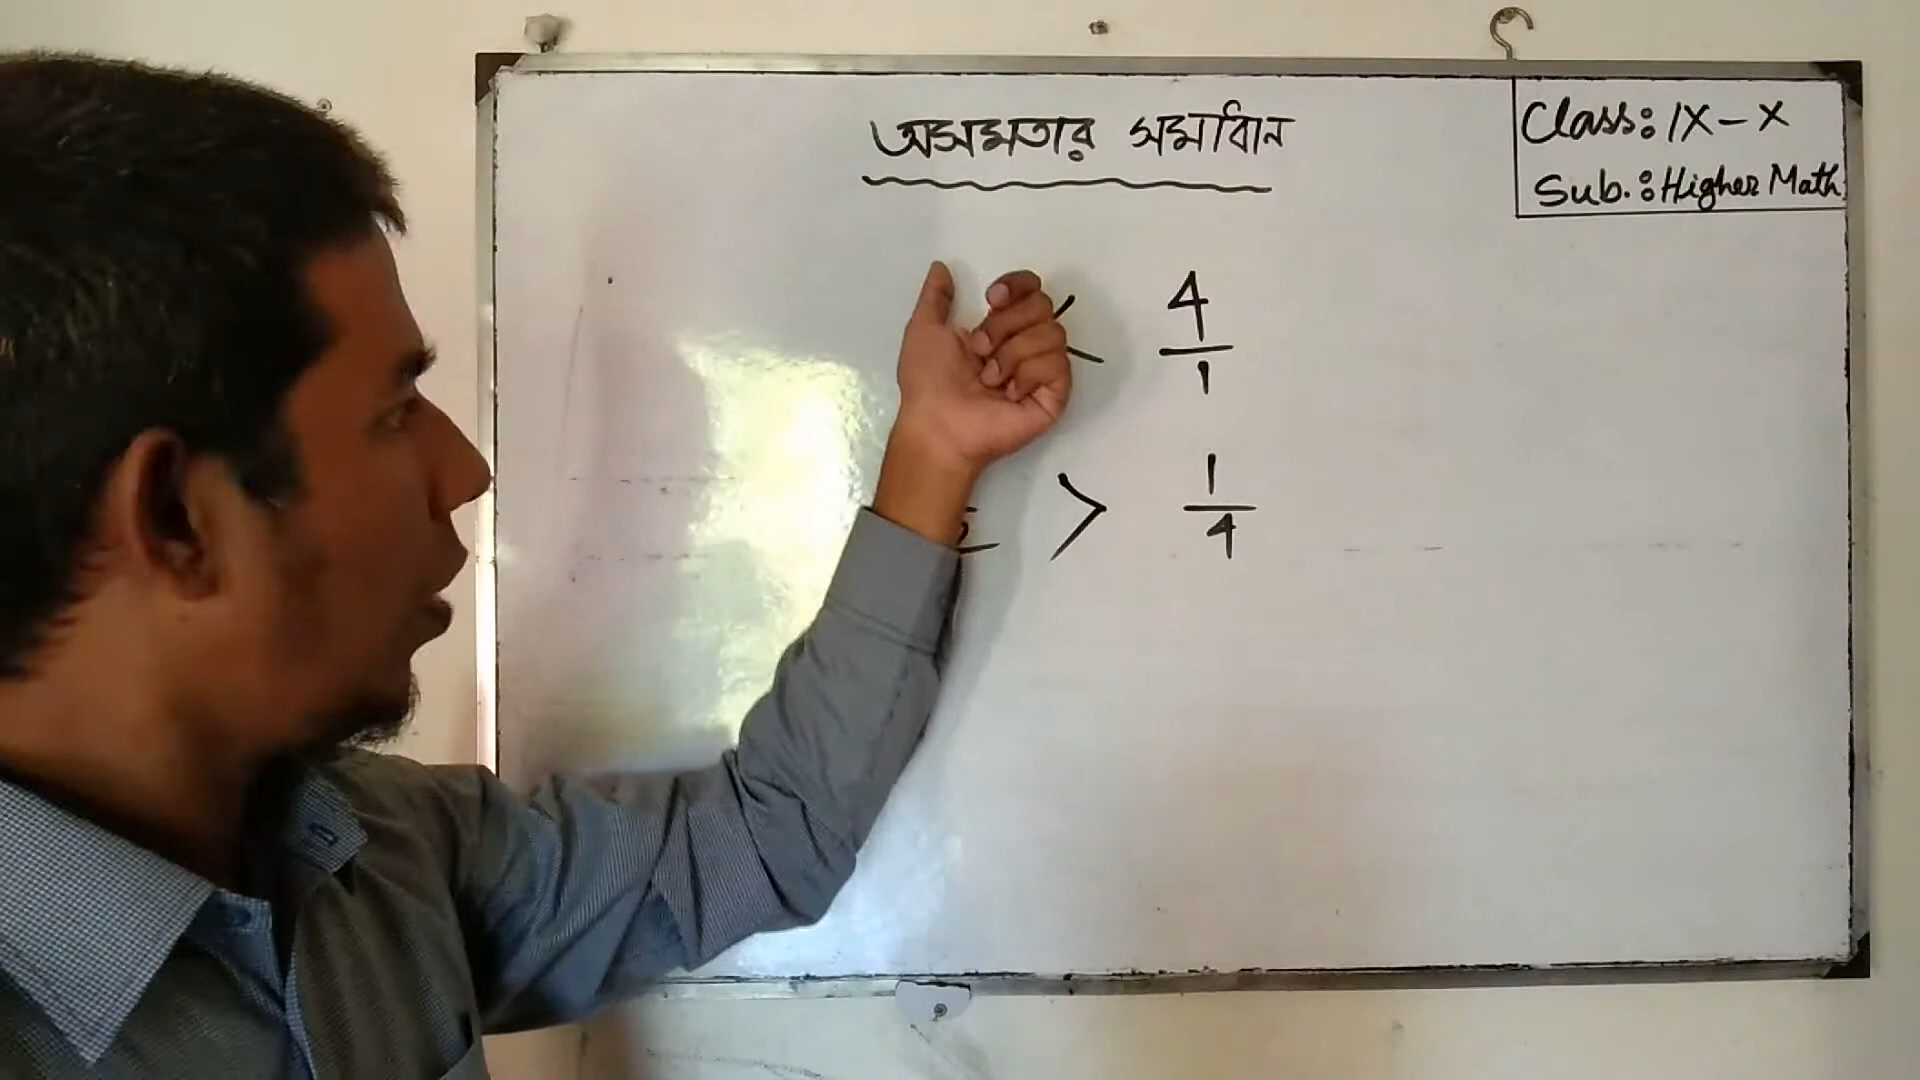 অসমতার সমাধান
Class: IX - X
Sub.: Higher Math
< 4/1
> 1/4